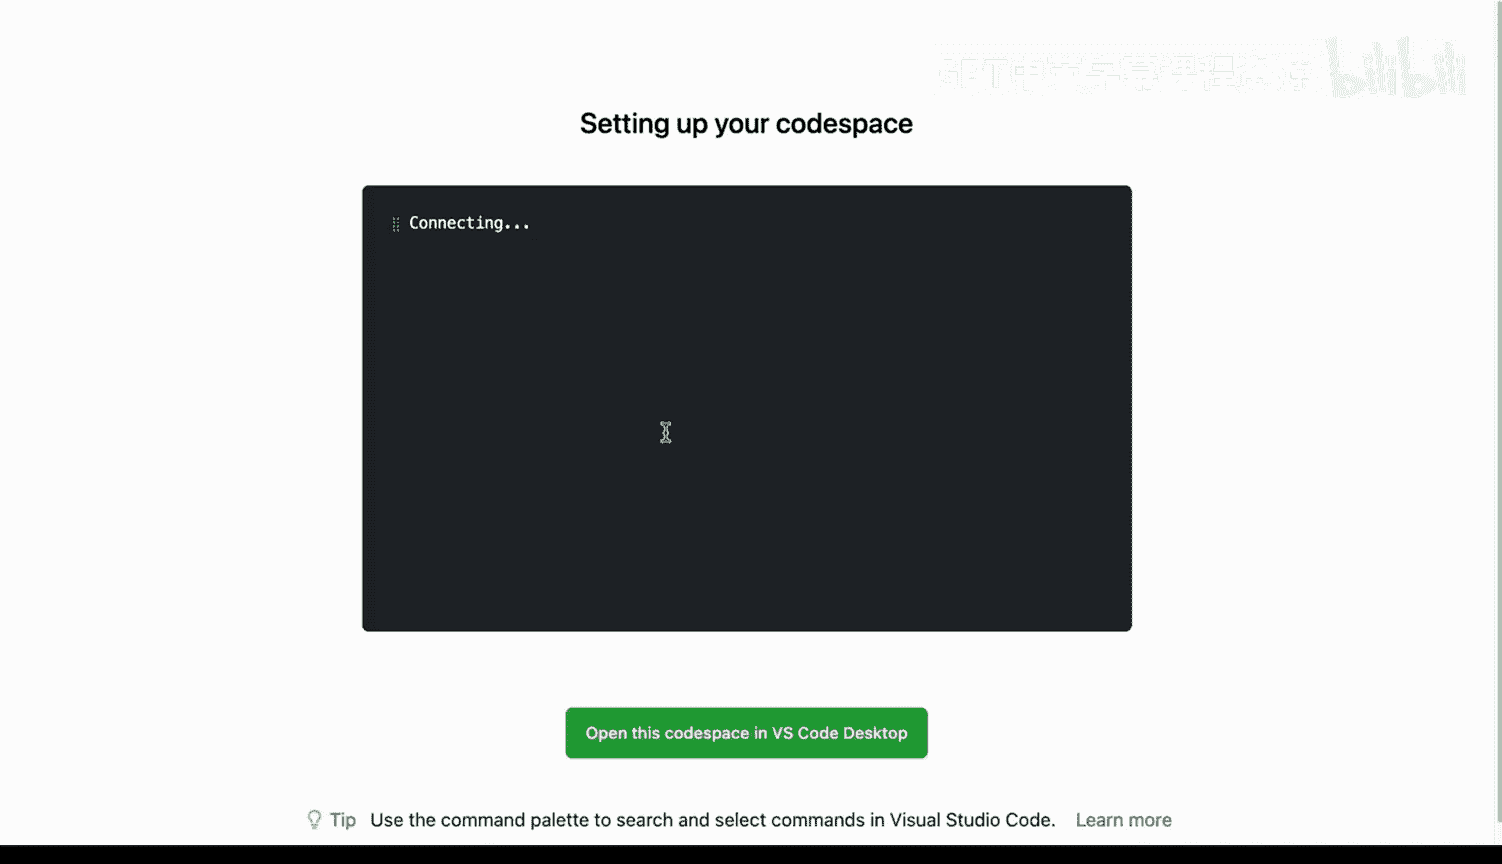 bilibili
Setting up your codespace
Connecting...
Open this codespace in VS Code Desktop
Tip Use the command palette to search and select commands in Visual Studio Code. Learn more